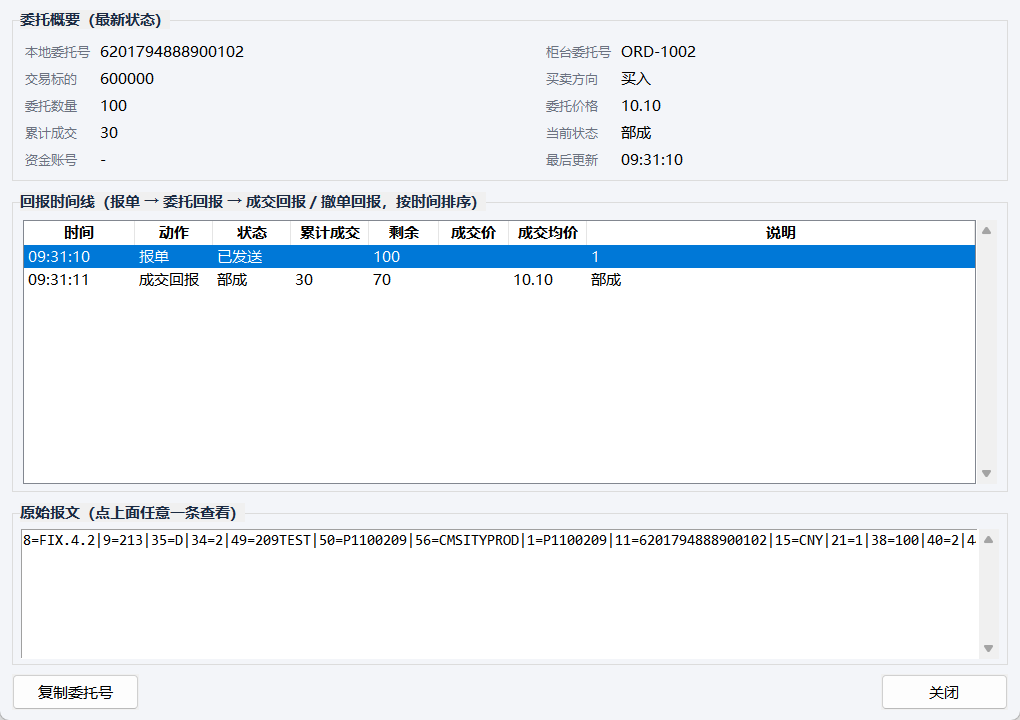 委托概要（最新状态）
本地委托号 6201794888900102 柜台委托号 ORD-1002
交易标的 600000 买卖方向 买入
委托数量 100 委托价格 10.10
累计成交 30 当前状态 部成
资金账号 - 最后更新 09:31:10
回报时间线（报单 → 委托回报 → 成交回报 / 撤单回报，按时间排序）
时间 动作 状态 累计成交 剩余 成交价 成交均价 说明
09:31:10 报单 已发送 100 1
09:31:11 成交回报 部成 30 70 10.10 部成
原始报文（点上面任意一条查看）
8=FIX.4.2|9=213|35=D|34=2|49=209TEST|50=P1100209|56=CMSITYPROD|1=P1100209|11=6201794888900102|15=CNY|21=1|38=100|40=2|4
复制委托号 关闭